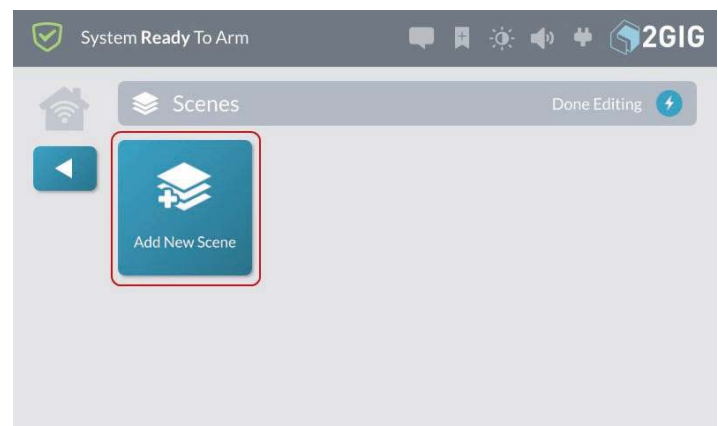 System Ready To Arm
2GIG
Scenes
Done Editing
Add New Scene